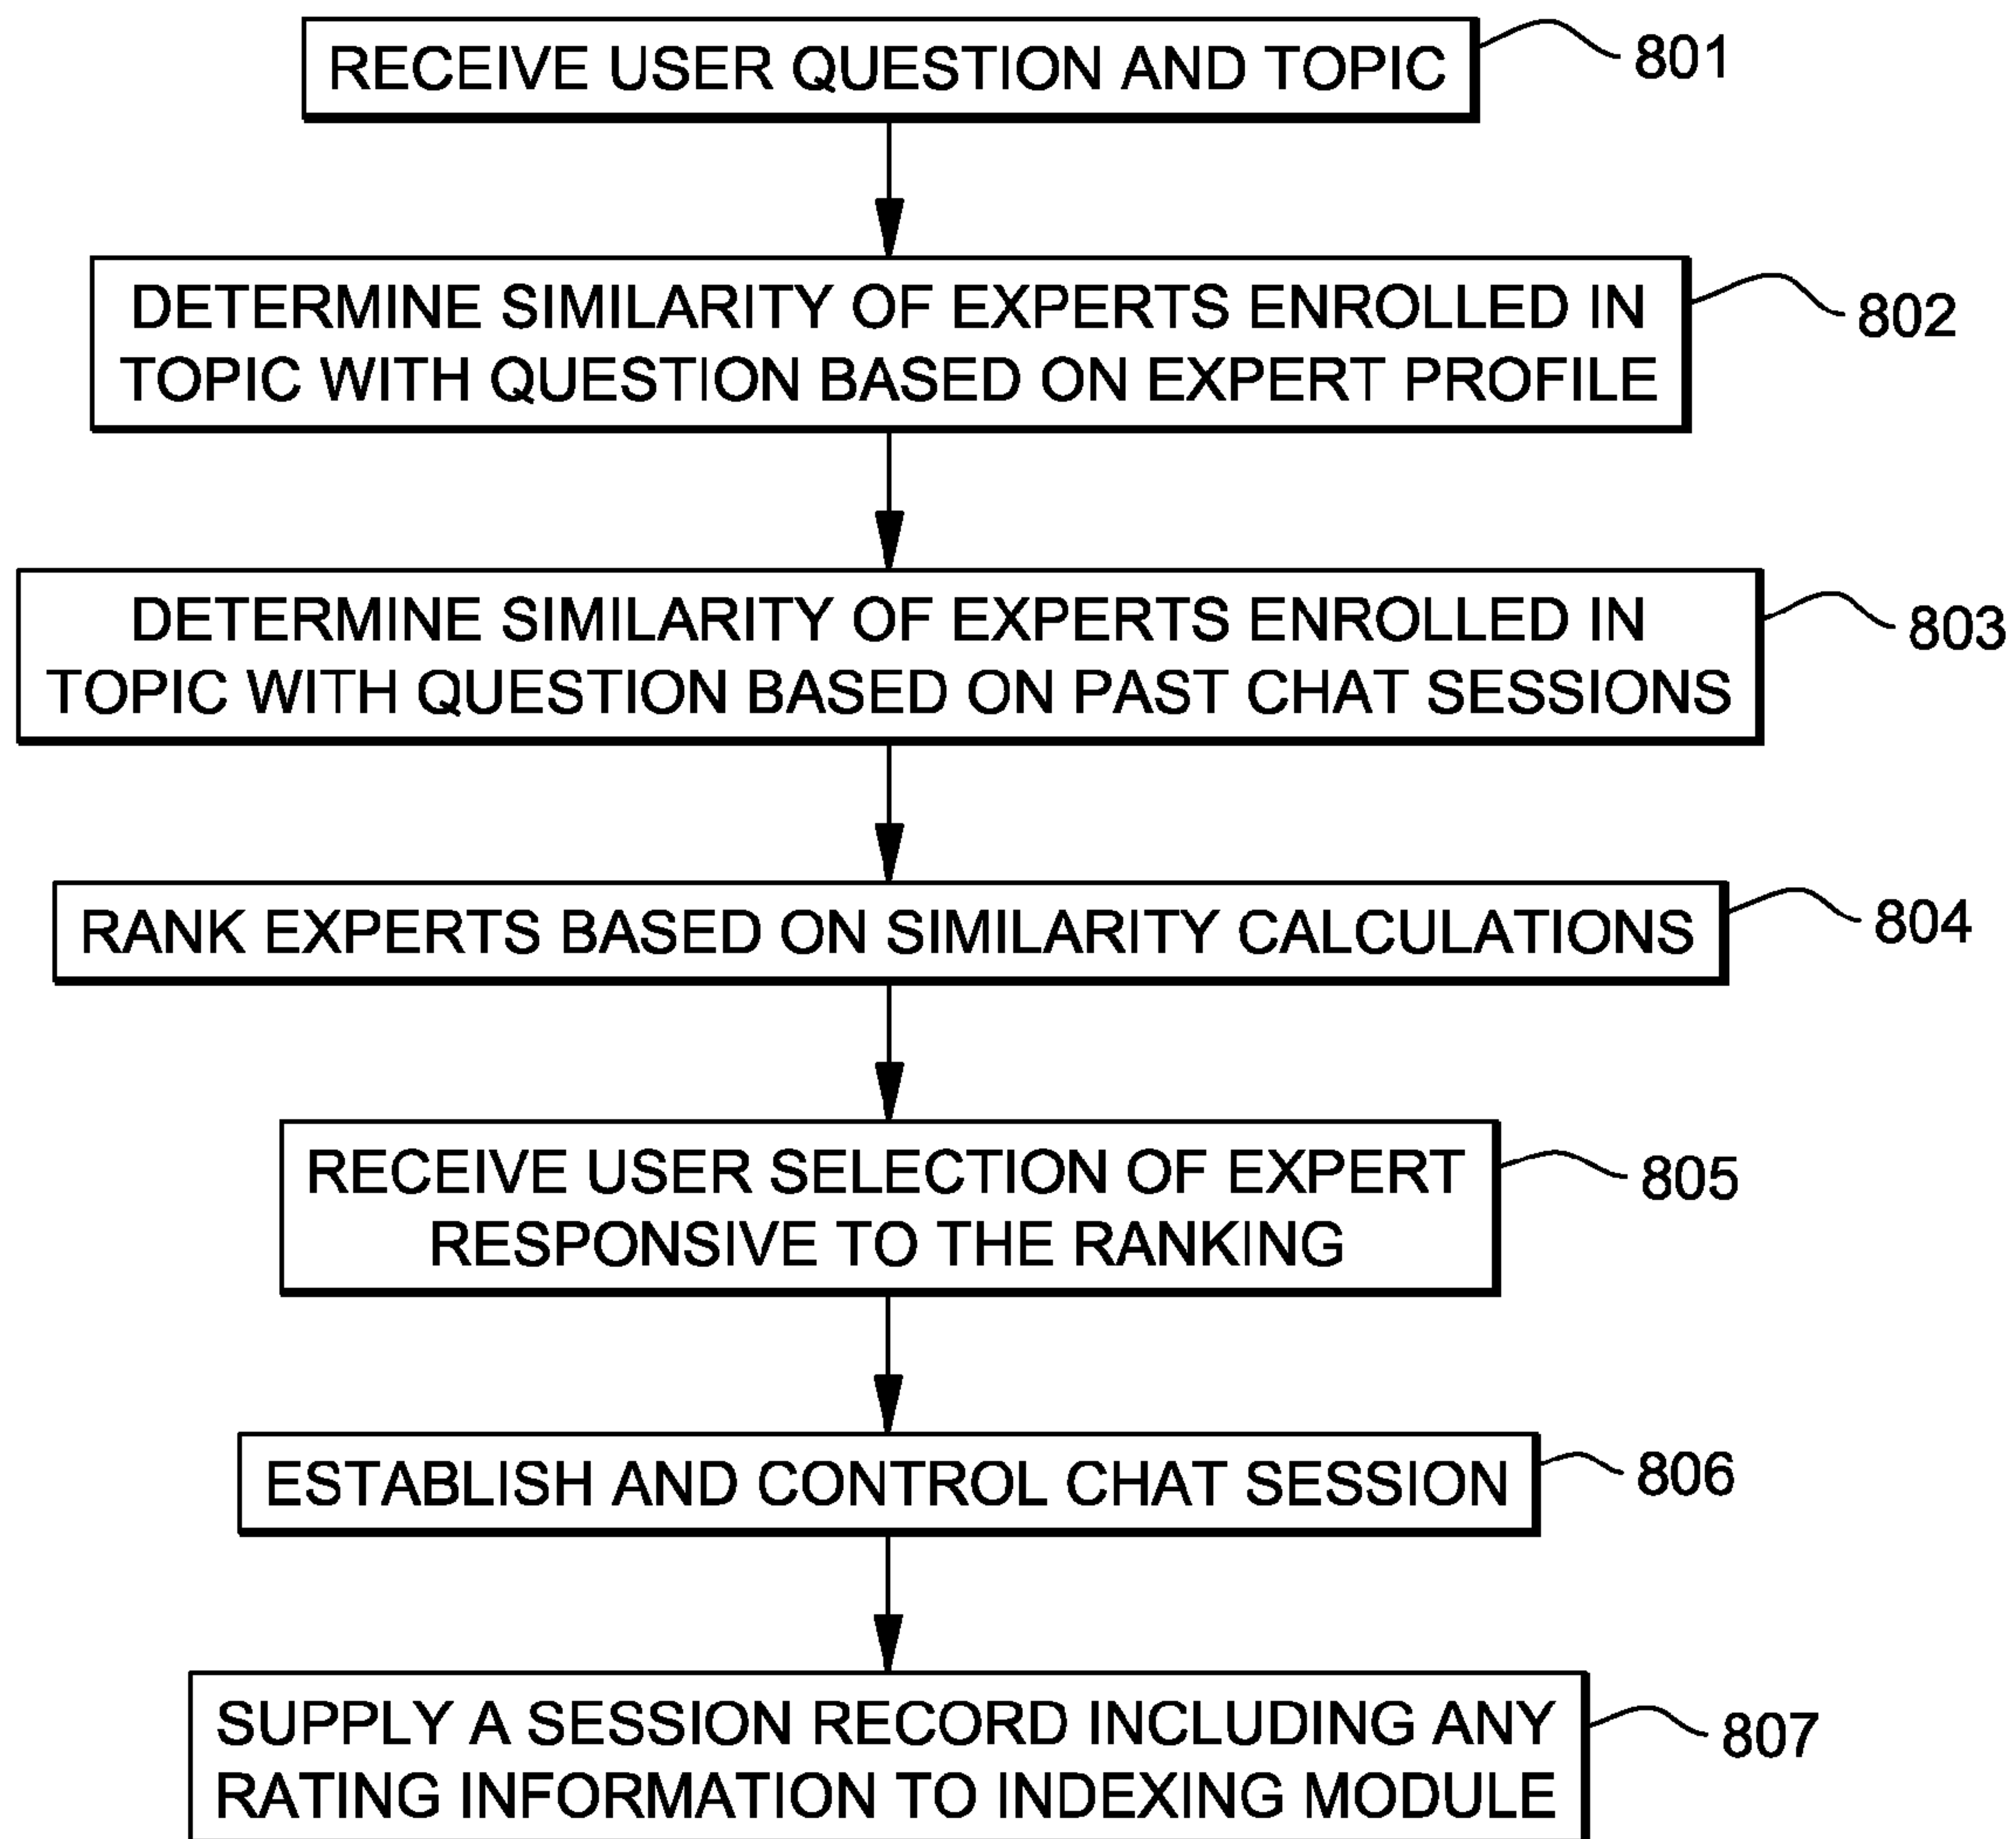 RECEIVE USER QUESTION AND TOPIC
801
DETERMINE SIMILARITY OF EXPERTS ENROLLED IN
TOPIC WITH QUESTION BASED ON EXPERT PROFILE
802
DETERMINE SIMILARITY OF EXPERTS ENROLLED IN
TOPIC WITH QUESTION BASED ON PAST CHAT SESSIONS
803
RANK EXPERTS BASED ON SIMILARITY CALCULATIONS
804
RECEIVE USER SELECTION OF EXPERT
RESPONSIVE TO THE RANKING
805
ESTABLISH AND CONTROL CHAT SESSION
806
SUPPLY A SESSION RECORD INCLUDING ANY
RATING INFORMATION TO INDEXING MODULE
807